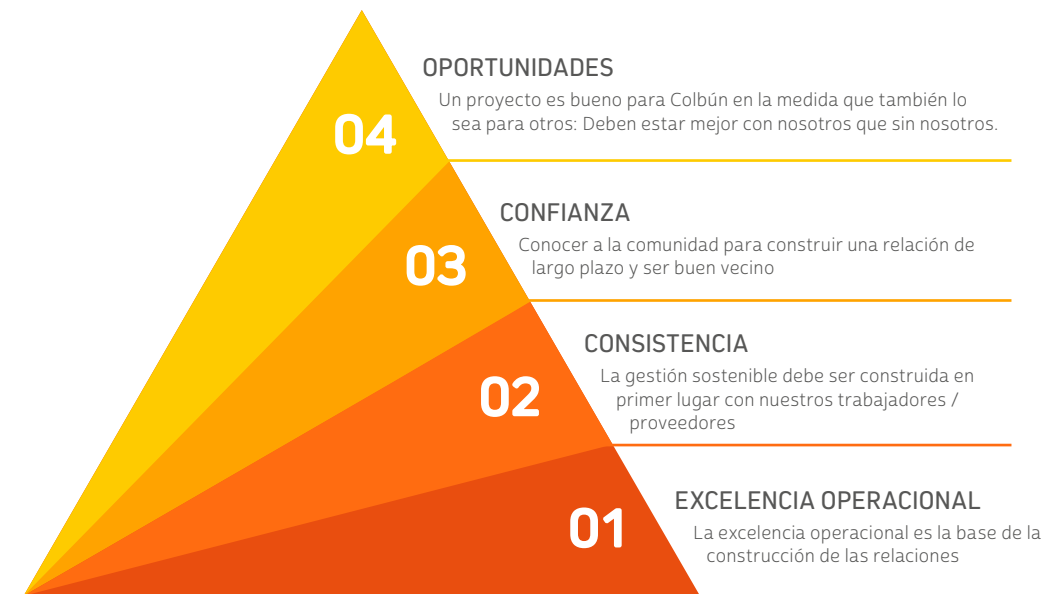 OPORTUNIDADES
Un proyecto es bueno para Colbún en la medida que también lo
sea para otros: Deben estar mejor con nosotros que sin nosotros.
04
CONFIANZA
Conocer a la comunidad para construir una relación de
largo plazo y ser buen vecino
03
CONSISTENCIA
La gestión sostenible debe ser construida en
primer lugar con nuestros trabajadores /
proveedores
02
EXCELENCIA OPERACIONAL
La excelencia operacional es la base de la
construcción de las relaciones
01